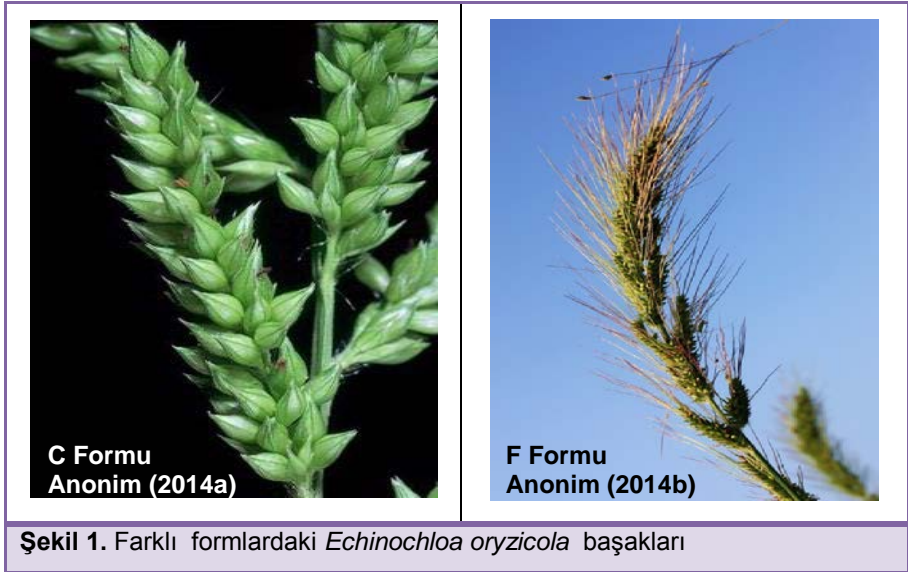 C Formu
Anonim (2014a)
F Formu
Anonim (2014b)
Şekil 1. Farklı formlardaki Echinochloa oryzicola başakları